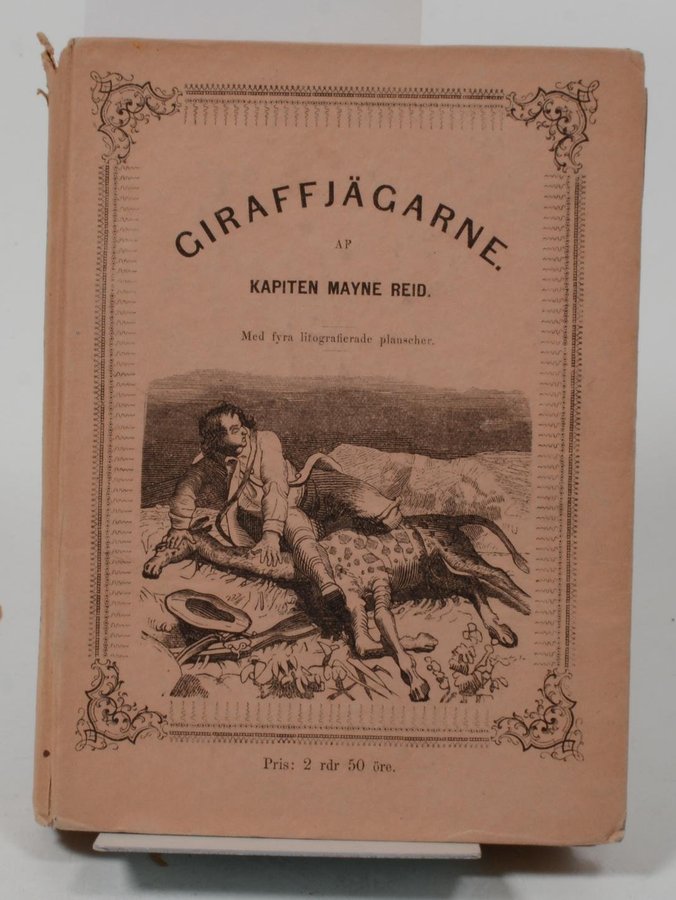 GIRAFFJÄGARNE.
AF
KAPITEN MAYNE REID.
Med fyra litografierade planscher.
Pris: 2 rdr 50 öre.